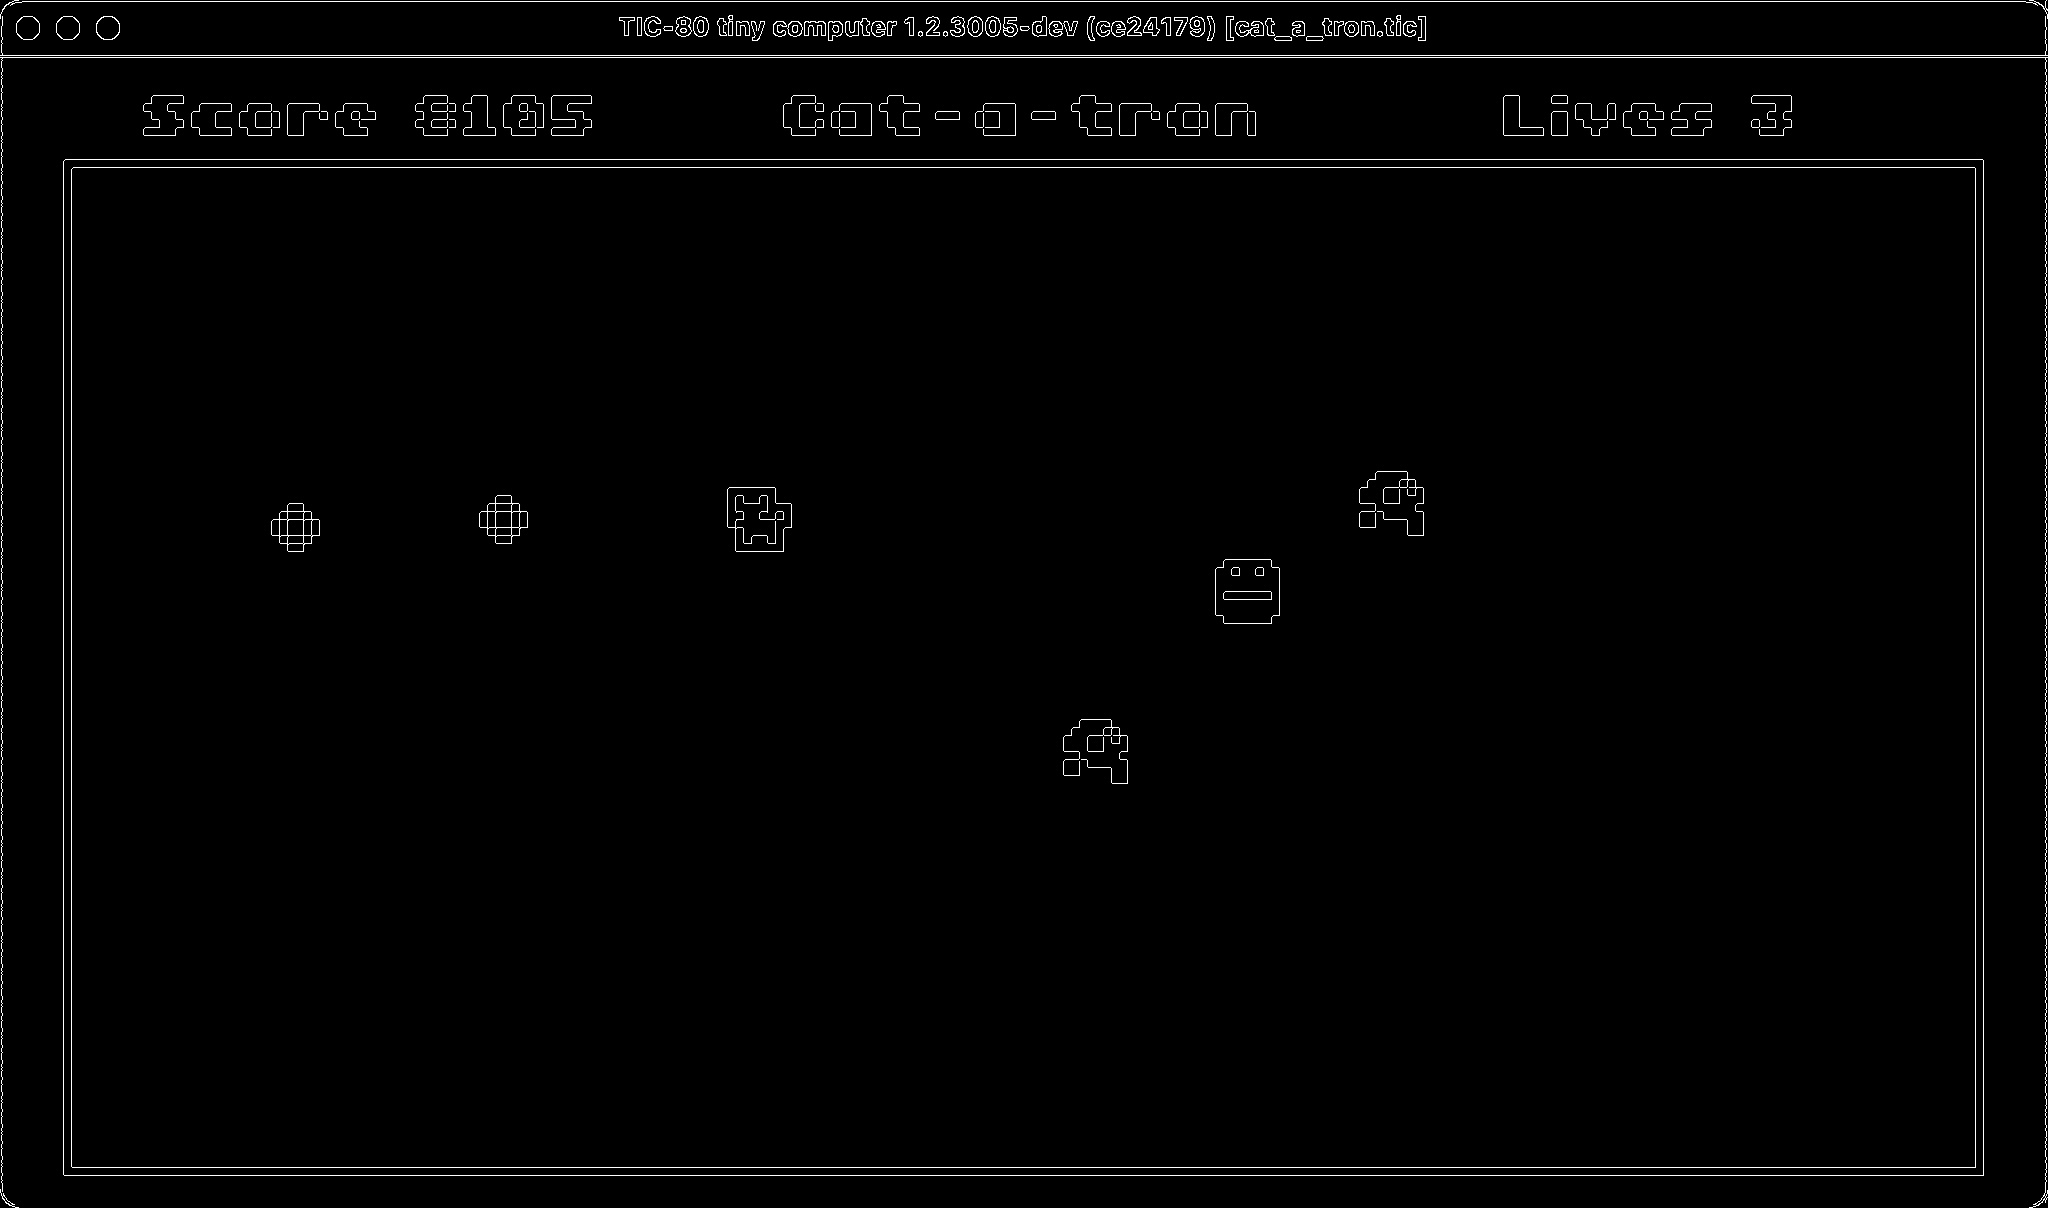 TIC-80 tiny computer 1.2.3005-dev (ce24179) [cat_a_tron.tic]
Score 8105 Cat-a-tron Lives 3